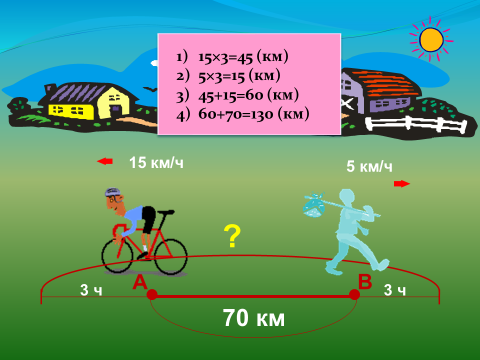 1) 15×3=45 (км)
2) 5×3=15 (км)
3) 45+15=60 (км)
4) 60+70=130 (км)
15 км/ч
5 км/ч
?
3 ч
А
В
3 ч
70 км